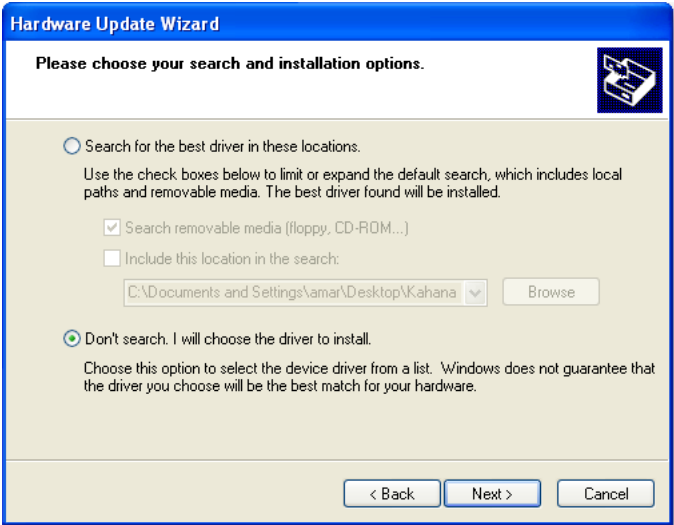 Hardware Update Wizard
Please choose your search and installation options.
Search for the best driver in these locations.
Use the check boxes below to limit or expand the default search, which includes local
paths and removable media. The best driver found will be installed.
Search removable media (floppy, CD-ROM...)
Include this location in the search:
C:\Documents and Settings\amar\Desktop\Kahana
Browse
Don't search. I will choose the driver to install.
Choose this option to select the device driver from a list. Windows does not guarantee that
the driver you choose will be the best match for your hardware.
< Back Next > Cancel